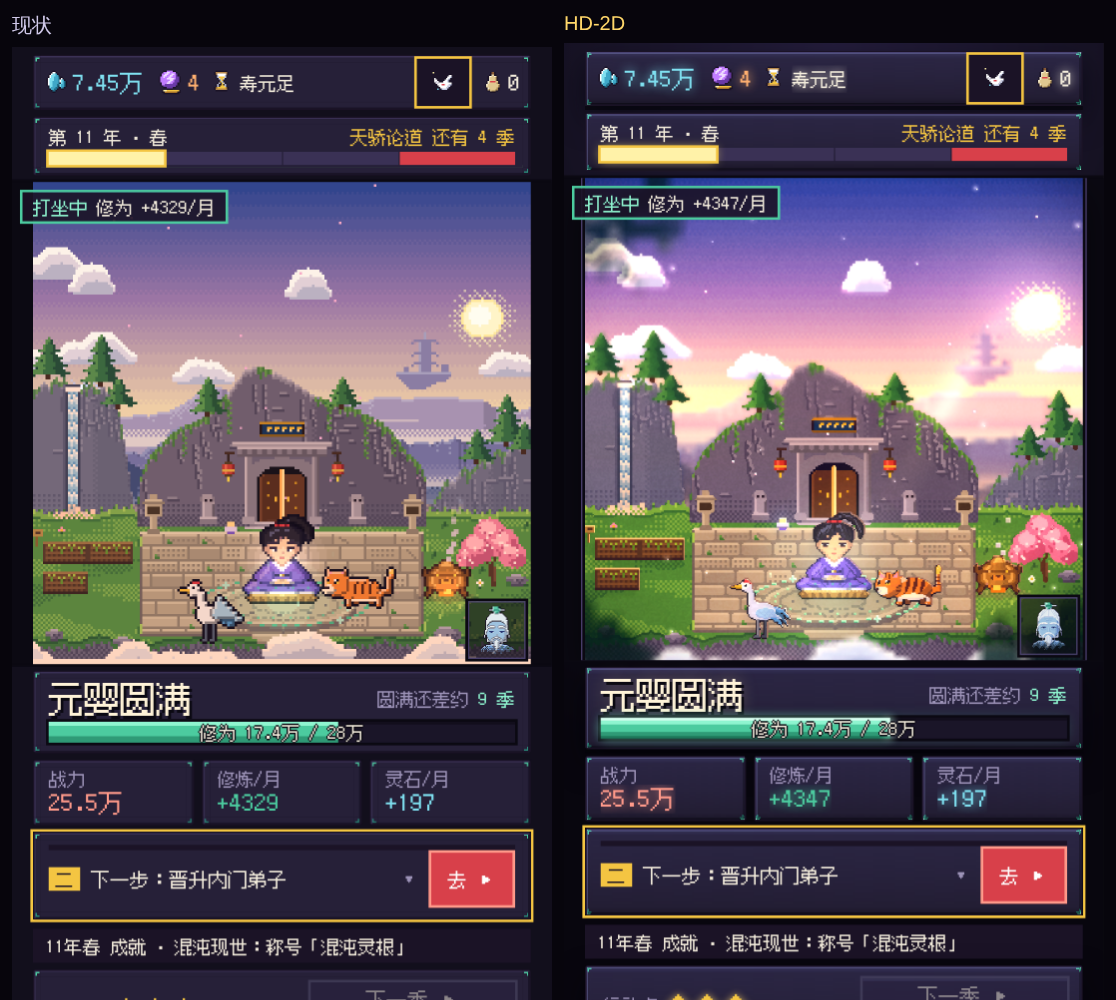 现状
7.45万 4 寿元足 0
第 11 年 · 春 天骄论道 还有 4 季
打坐中 修为 +4329/月
元婴圆满 圆满还差约 9 季
修为 17.4万 / 28万
战力 修炼/月 灵石/月
25.5万 +4329 +197
二 下一步：晋升内门弟子 ▾ 去 ▸
11年春 成就 · 混沌现世：称号「混沌灵根」
下一季 ▸
HD-2D
7.45万 4 寿元足 0
第 11 年 · 春 天骄论道 还有 4 季
打坐中 修为 +4347/月
元婴圆满 圆满还差约 9 季
修为 17.4万 / 28万
战力 修炼/月 灵石/月
25.5万 +4347 +197
二 下一步：晋升内门弟子 ▾ 去 ▸
11年春 成就 · 混沌现世：称号「混沌灵根」
下一季 ▸